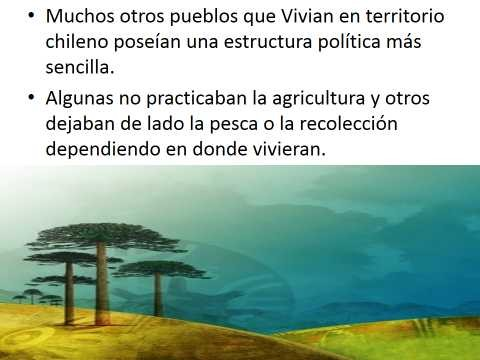 • Muchos otros pueblos que Vivian en territorio
chileno poseían una estructura política más
sencilla.
• Algunas no practicaban la agricultura y otros
dejaban de lado la pesca o la recolección
dependiendo en donde vivieran.